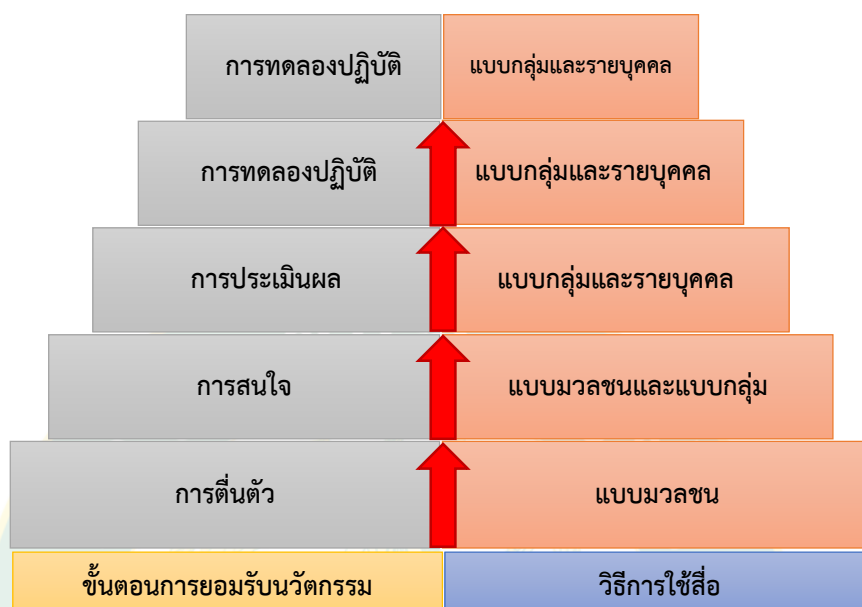 การทดลองปฏิบัติ แบบกลุ่มและรายบุคคล
การทดลองปฏิบัติ แบบกลุ่มและรายบุคคล
การประเมินผล แบบกลุ่มและรายบุคคล
การสนใจ แบบมวลชนและแบบกลุ่ม
การตื่นตัว แบบมวลชน
ขั้นตอนการยอมรับนวัตกรรม วิธีการใช้สื่อ